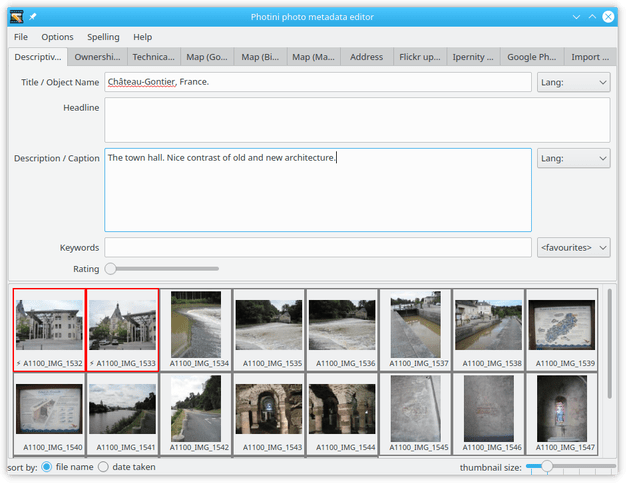 Photini photo metadata editor
File Options Spelling Help
Descriptiv... Ownershi... Technica... Map (Go... Map (Bi... Map (Ma... Address Flickr up... Ipernity ... Google Ph... Import ...
Title / Object Name Château-Gontier, France. Lang:
Headline
Description / Caption The town hall. Nice contrast of old and new architecture. Lang:
Keywords <favourites>
Rating
⚡ A1100_IMG_1532 ⚡ A1100_IMG_1533 A1100_IMG_1534 A1100_IMG_1535 A1100_IMG_1536 A1100_IMG_1537 A1100_IMG_1538 A1100_IMG_1539
A1100_IMG_1540 A1100_IMG_1541 A1100_IMG_1542 A1100_IMG_1543 A1100_IMG_1544 A1100_IMG_1545 A1100_IMG_1546 A1100_IMG_1547
sort by: file name date taken thumbnail size: